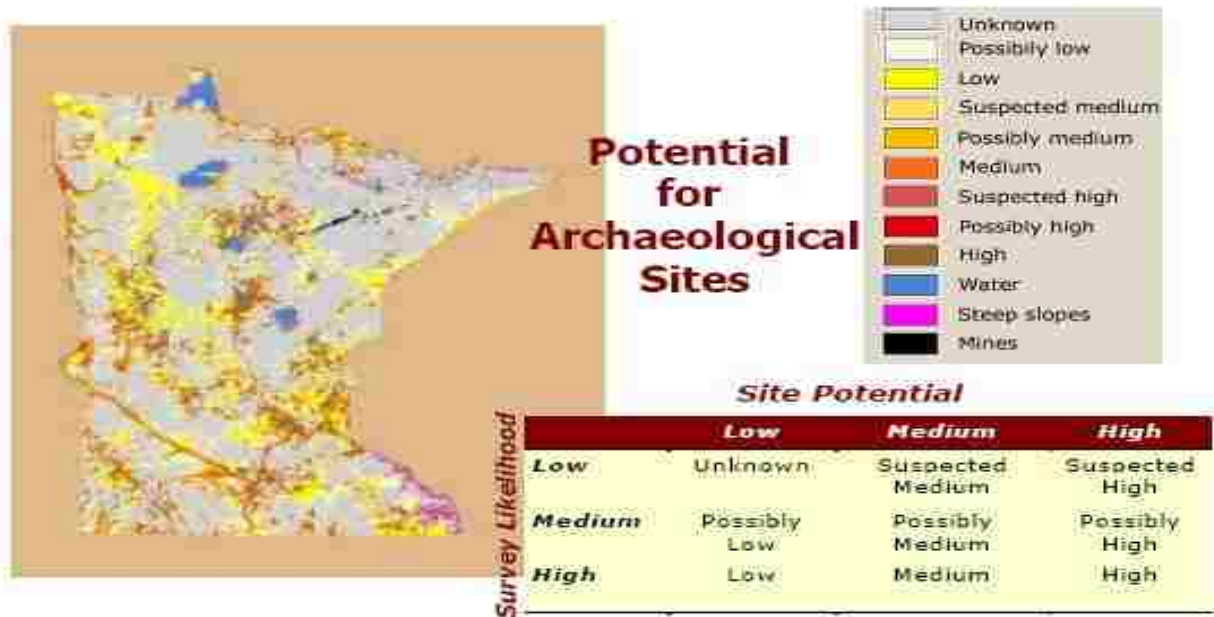 Unknown
Possibily low
Low
Suspected medium
Possibly medium
Medium
Suspected high
Possibly high
High
Water
Steep slopes
Mines
Potential
for
Archaeological
Sites
Site Potential
Survey Likelihood
Low Medium High
Low Unknown Suspected Suspected
Medium High
Medium Possibly Possibly Possibly
Low Medium High
High Low Medium High